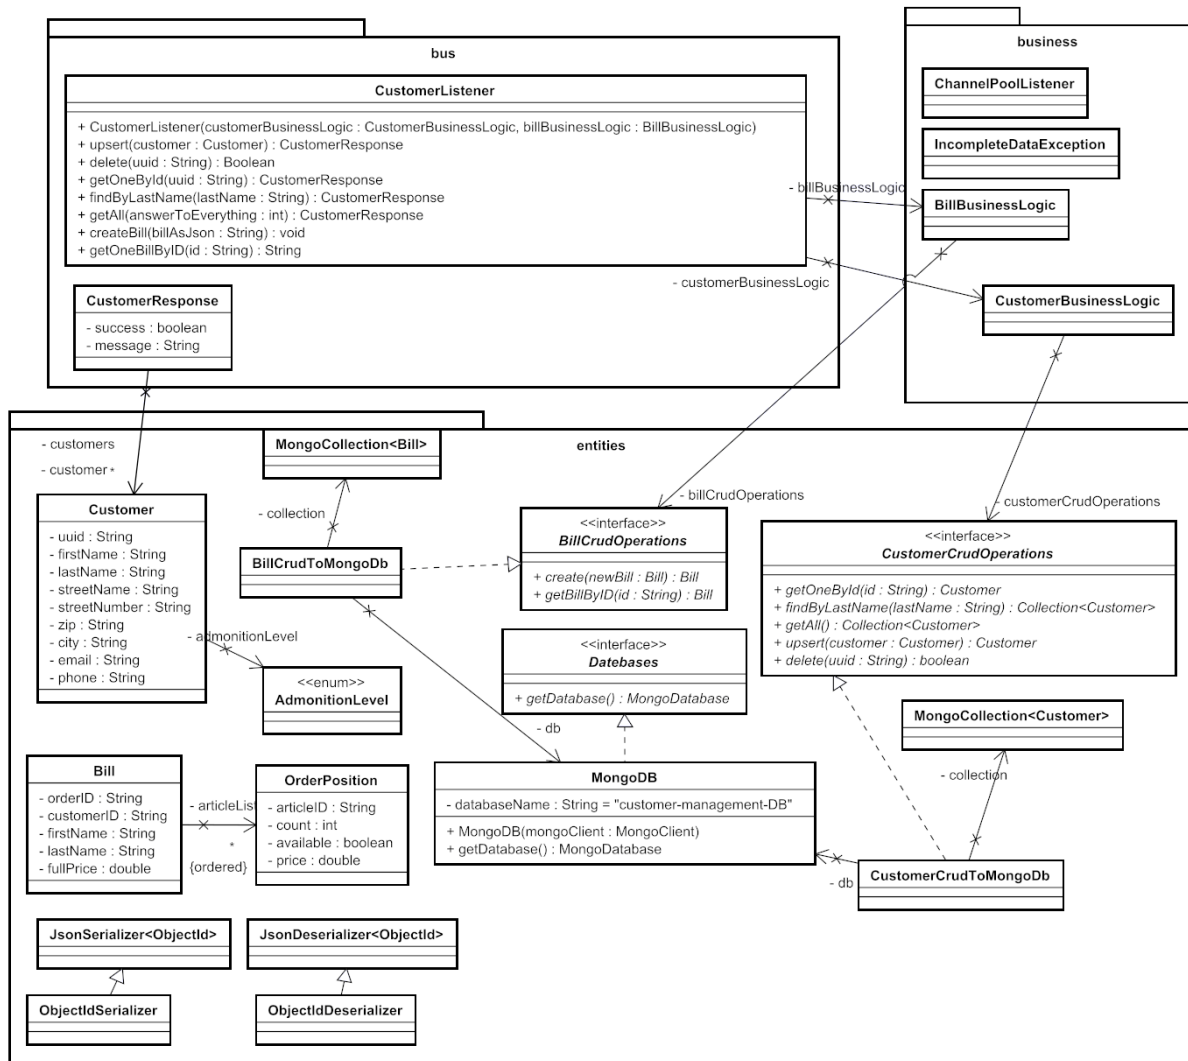 bus
CustomerListener
+ CustomerListener(customerBusinessLogic : CustomerBusinessLogic, billBusinessLogic : BillBusinessLogic)
+ upsert(customer : Customer) : CustomerResponse
+ delete(uuid : String) : Boolean
+ getOneById(uuid : String) : CustomerResponse
+ findByLastName(lastName : String) : CustomerResponse
+ getAll(answerToEverything : int) : CustomerResponse
+ createBill(billAsJson : String) : void
+ getOneBillByID(id : String) : String
CustomerResponse
- success : boolean
- message : String
- billBusinessLogic
- customerBusinessLogic
business
ChannelPoolListener
IncompleteDataException
BillBusinessLogic
CustomerBusinessLogic
entities
- customers
- customer *
Customer
- uuid : String
- firstName : String
- lastName : String
- streetName : String
- streetNumber : String
- zip : String
- city : String
- email : String
- phone : String
MongoCollection<Bill>
- collection
BillCrudToMongoDb
- admonitionLevel
<<enum>>
AdmonitionLevel
- billCrudOperations
<<interface>>
BillCrudOperations
+ create(newBill : Bill) : Bill
+ getBillByID(id : String) : Bill
- customerCrudOperations
<<interface>>
CustomerCrudOperations
+ getOneById(id : String) : Customer
+ findByLastName(lastName : String) : Collection<Customer>
+ getAll() : Collection<Customer>
+ upsert(customer : Customer) : Customer
+ delete(uuid : String) : boolean
<<interface>>
Datebases
+ getDatabase() : MongoDatabase
- db
MongoCollection<Customer>
- collection
Bill
- orderID : String
- customerID : String
- firstName : String
- lastName : String
- fullPrice : double
- articleList
*
{ordered}
OrderPosition
- articleID : String
- count : int
- available : boolean
- price : double
MongoDB
- databaseName : String = "customer-management-DB"
+ MongoDB(mongoClient : MongoClient)
+ getDatabase() : MongoDatabase
- db
CustomerCrudToMongoDb
JsonSerializer<ObjectId>
JsonDeserializer<ObjectId>
ObjectIdSerializer
ObjectIdDeserializer